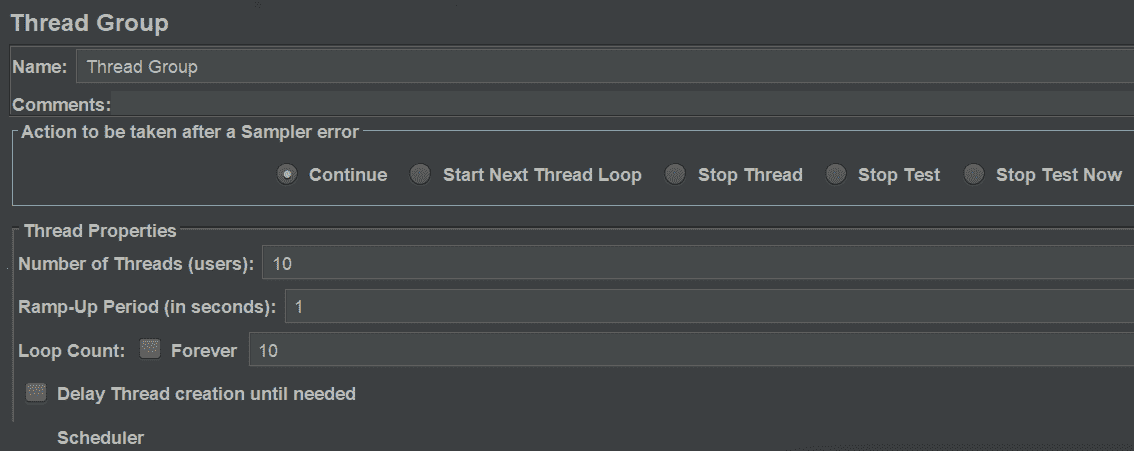 Thread Group
Name: Thread Group
Comments:
Action to be taken after a Sampler error
Continue Start Next Thread Loop Stop Thread Stop Test Stop Test Now
Thread Properties
Number of Threads (users): 10
Ramp-Up Period (in seconds): 1
Loop Count: Forever 10
Delay Thread creation until needed
Scheduler